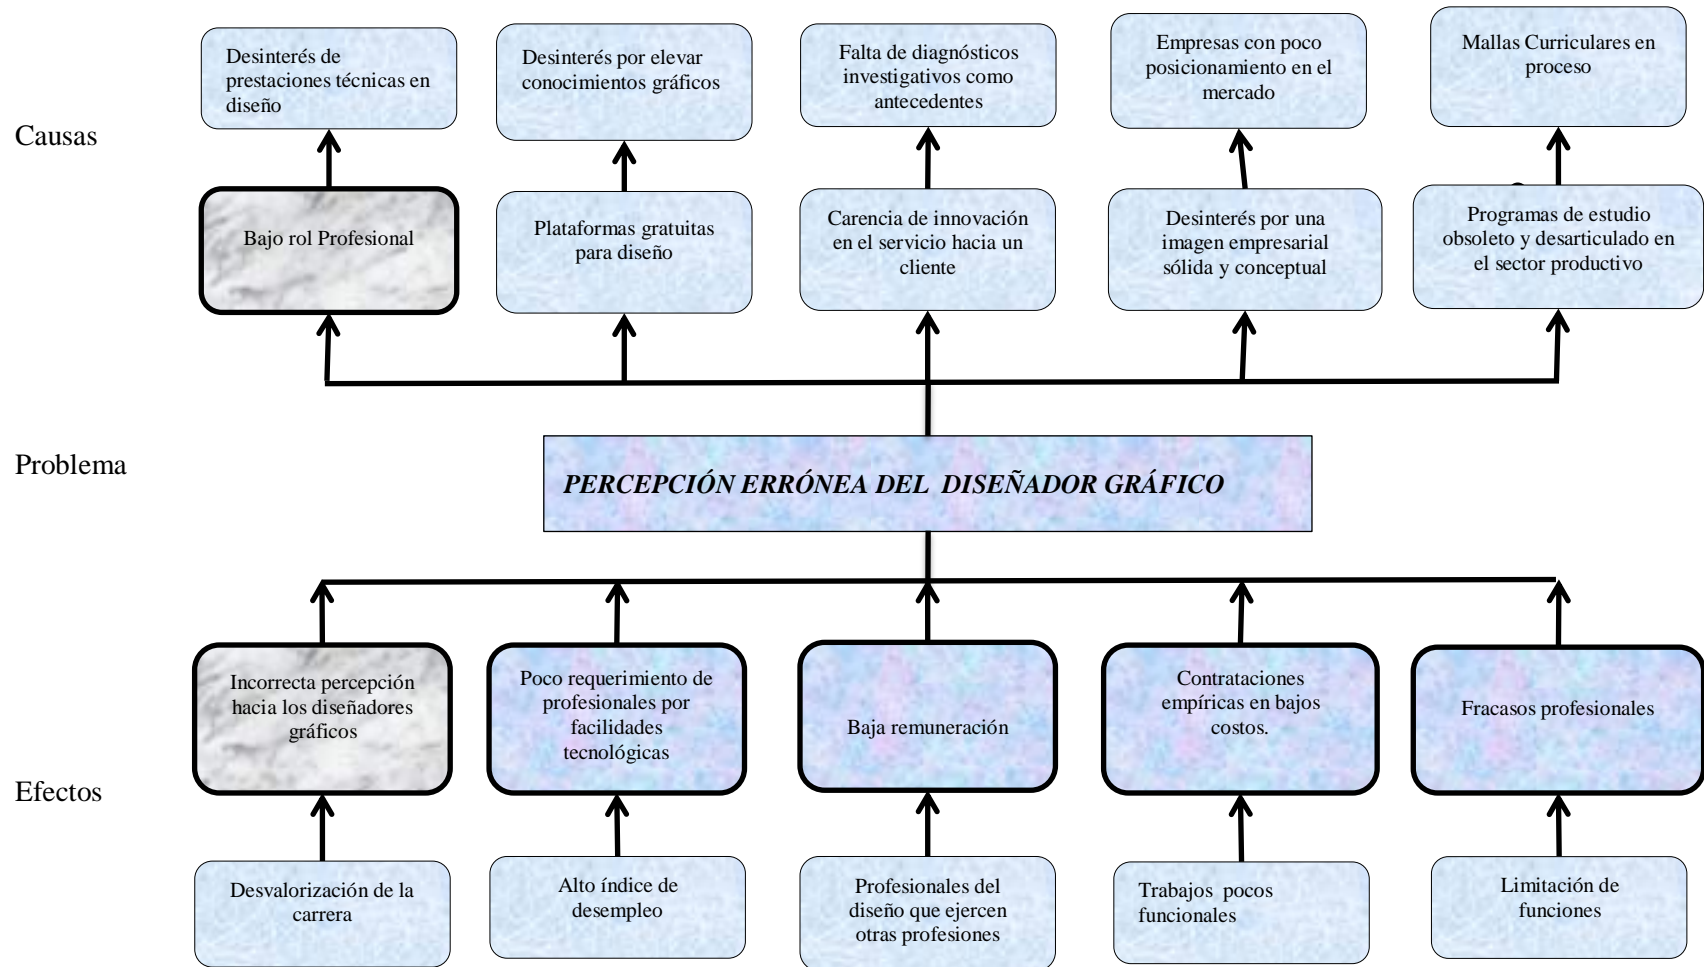 Desinterés de
prestaciones técnicas en
diseño
Desinterés por elevar
conocimientos gráficos
Falta de diagnósticos
investigativos como
antecedentes
Empresas con poco
posicionamiento en el
mercado
Mallas Curriculares en
proceso
Causas
Bajo rol Profesional
Plataformas gratuitas
para diseño
Carencia de innovación
en el servicio hacia un
cliente
Desinterés por una
imagen empresarial
sólida y conceptual
Programas de estudio
obsoleto y desarticulado en
el sector productivo
Problema
PERCEPCIÓN ERRÓNEA DEL  DISEÑADOR GRÁFICO
Incorrecta percepción
hacia los diseñadores
gráficos
Poco requerimiento de
profesionales por
facilidades
tecnológicas
Baja remuneración
Contrataciones
empíricas en bajos
costos.
Fracasos profesionales
Efectos
Desvalorización de la
carrera
Alto índice de
desempleo
Profesionales del
diseño que ejercen
otras profesiones
Trabajos  pocos
funcionales
Limitación de
funciones